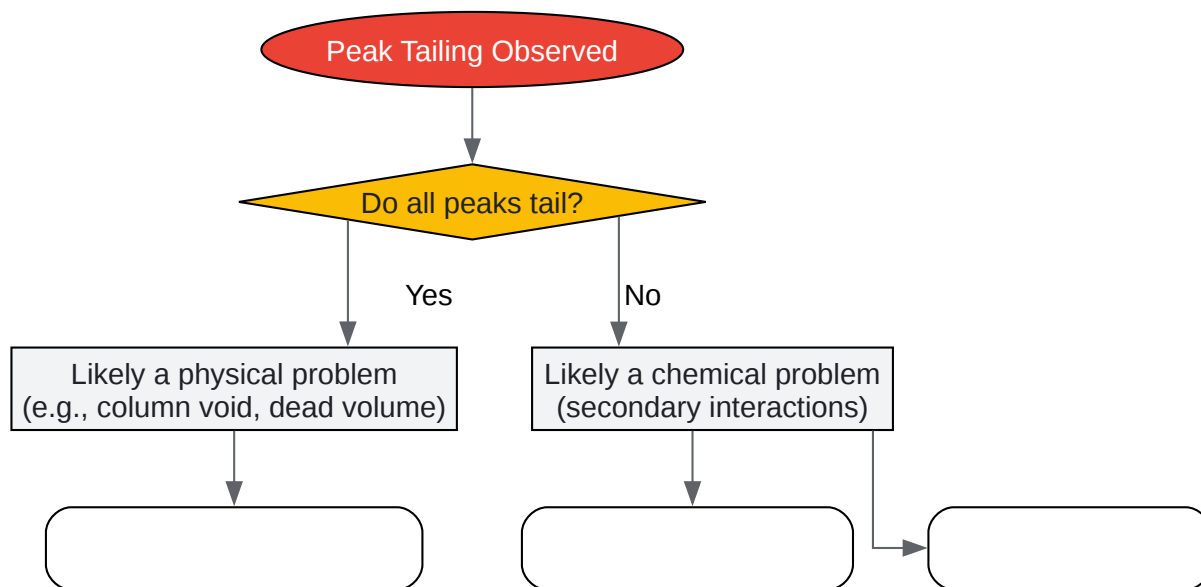 Peak Tailing Observed
Do all peaks tail?
Yes
No
Likely a physical problem
(e.g., column void, dead volume)
Likely a chemical problem
(secondary interactions)